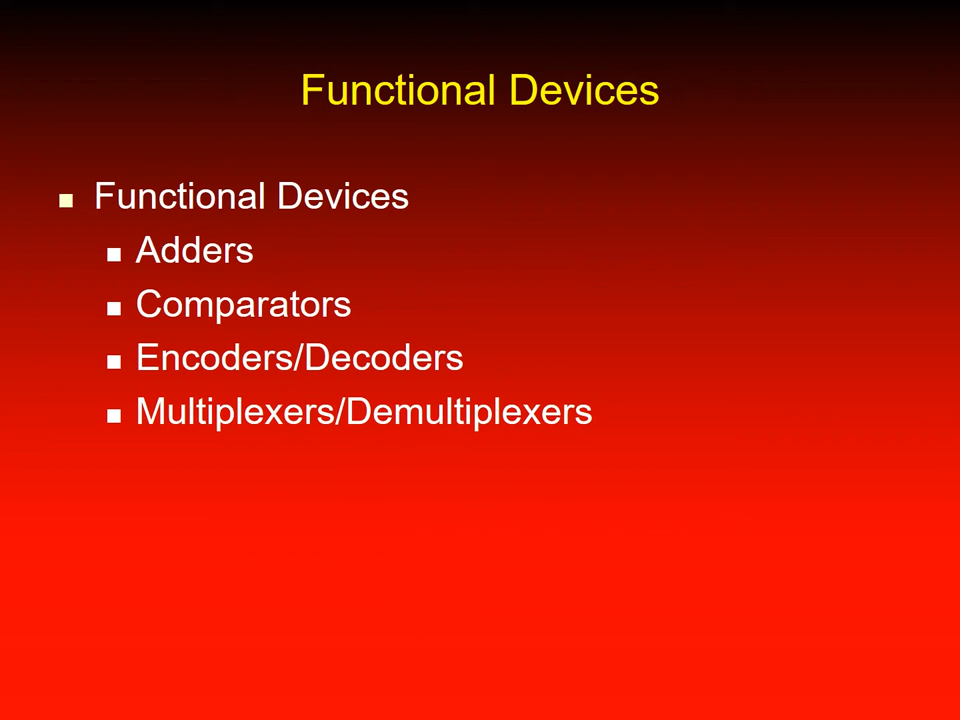 Functional Devices
Functional Devices
Adders
Comparators
Encoders/Decoders
Multiplexers/Demultiplexers